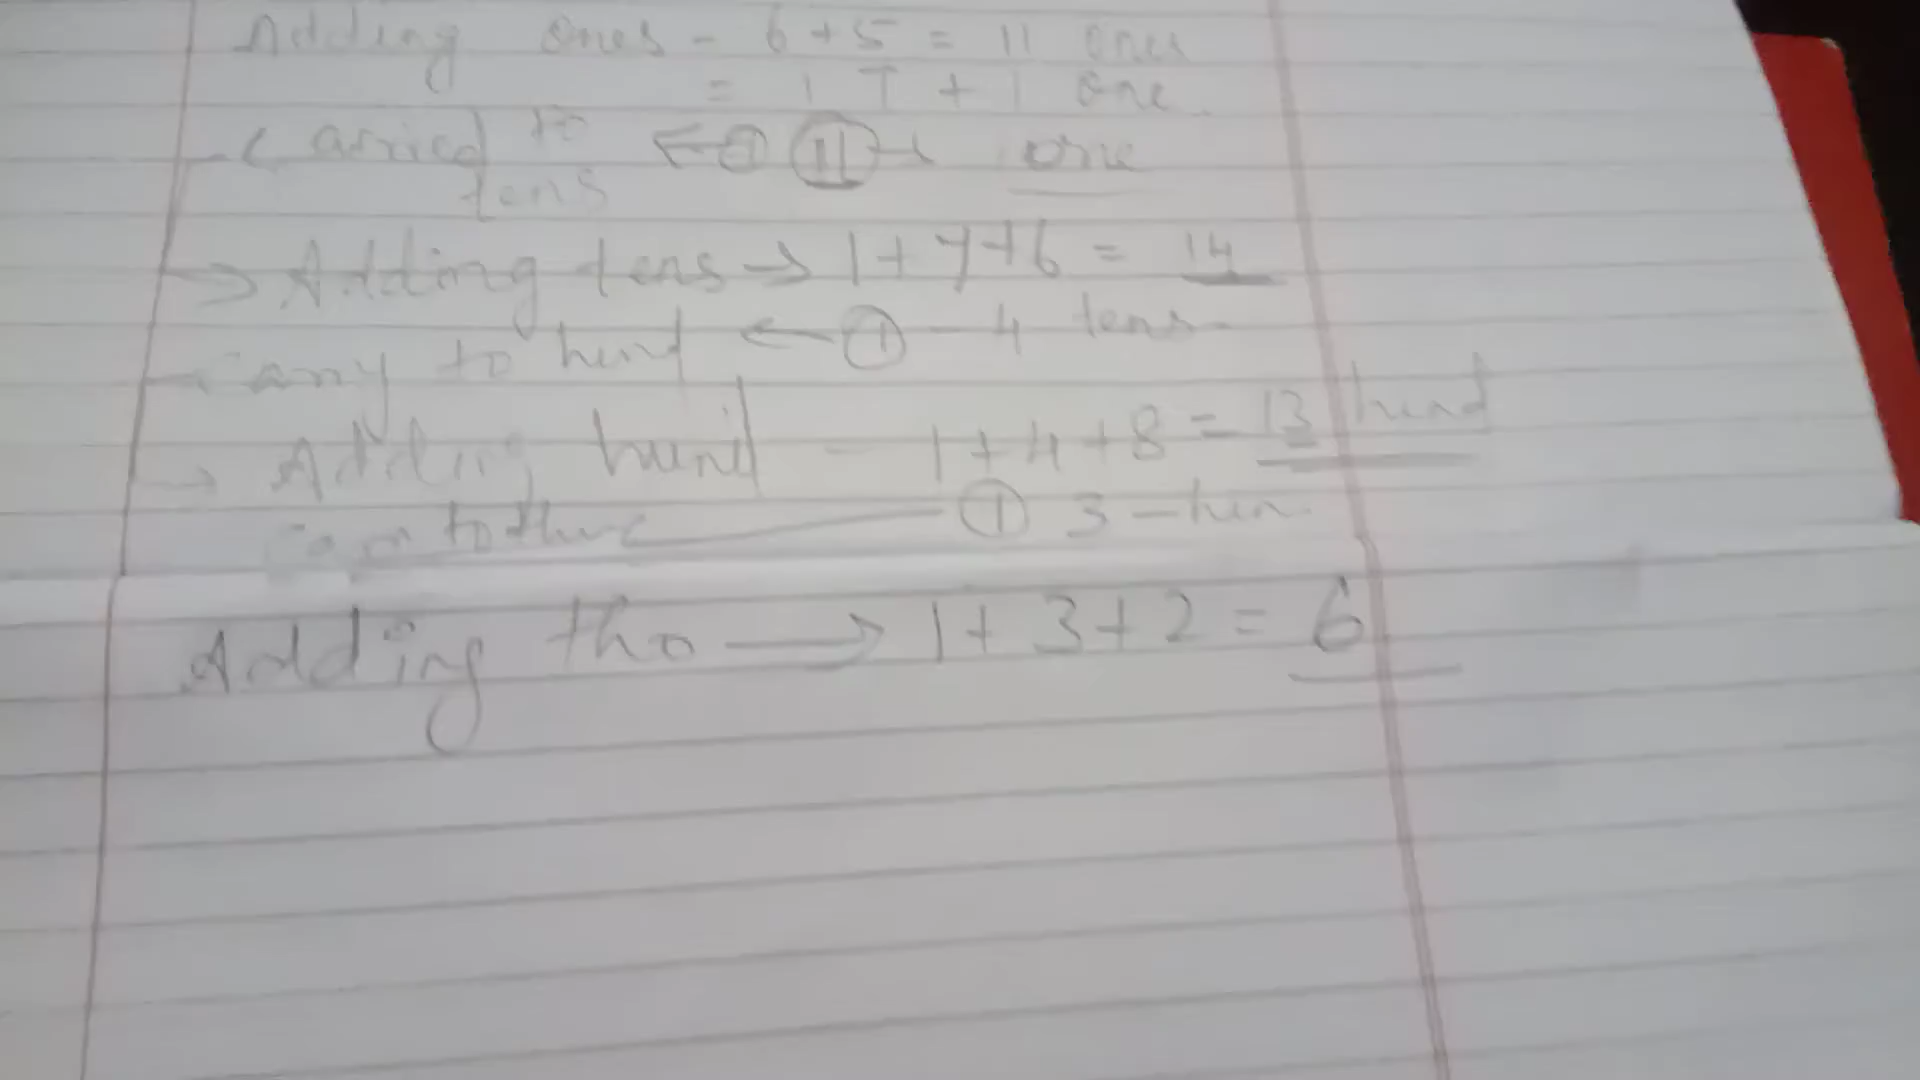 Adding ones - 6+5 = 11 ones
= 1 T + 1 one
Carried to ← 11 one
tens
→ Adding tens → 1+7+6 = 14
Carry to hund ← 1 - 4 tens
→ Adding hund - 1+4+8 = 13 hund
1 3 - hun
Adding tho → 1+3+2 = 6